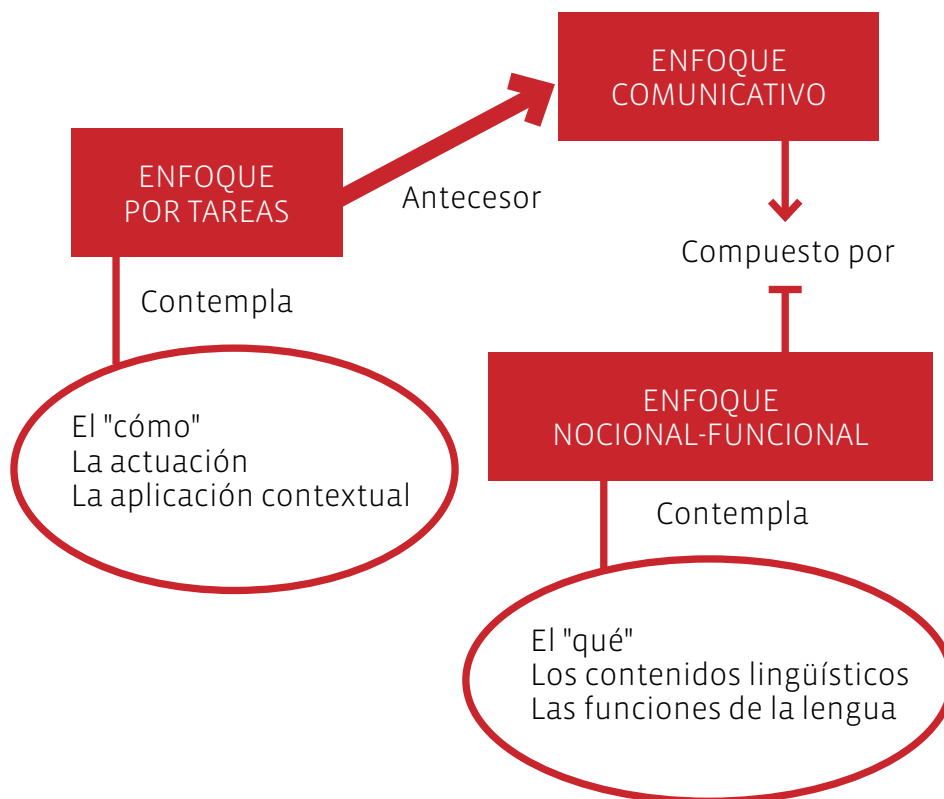 ENFOQUE
COMUNICATIVO
ENFOQUE
POR TAREAS
Antecesor
Compuesto por
Contempla
El "cómo"
La actuación
La aplicación contextual
ENFOQUE
NOCIONAL-FUNCIONAL
Contempla
El "qué"
Los contenidos lingüísticos
Las funciones de la lengua